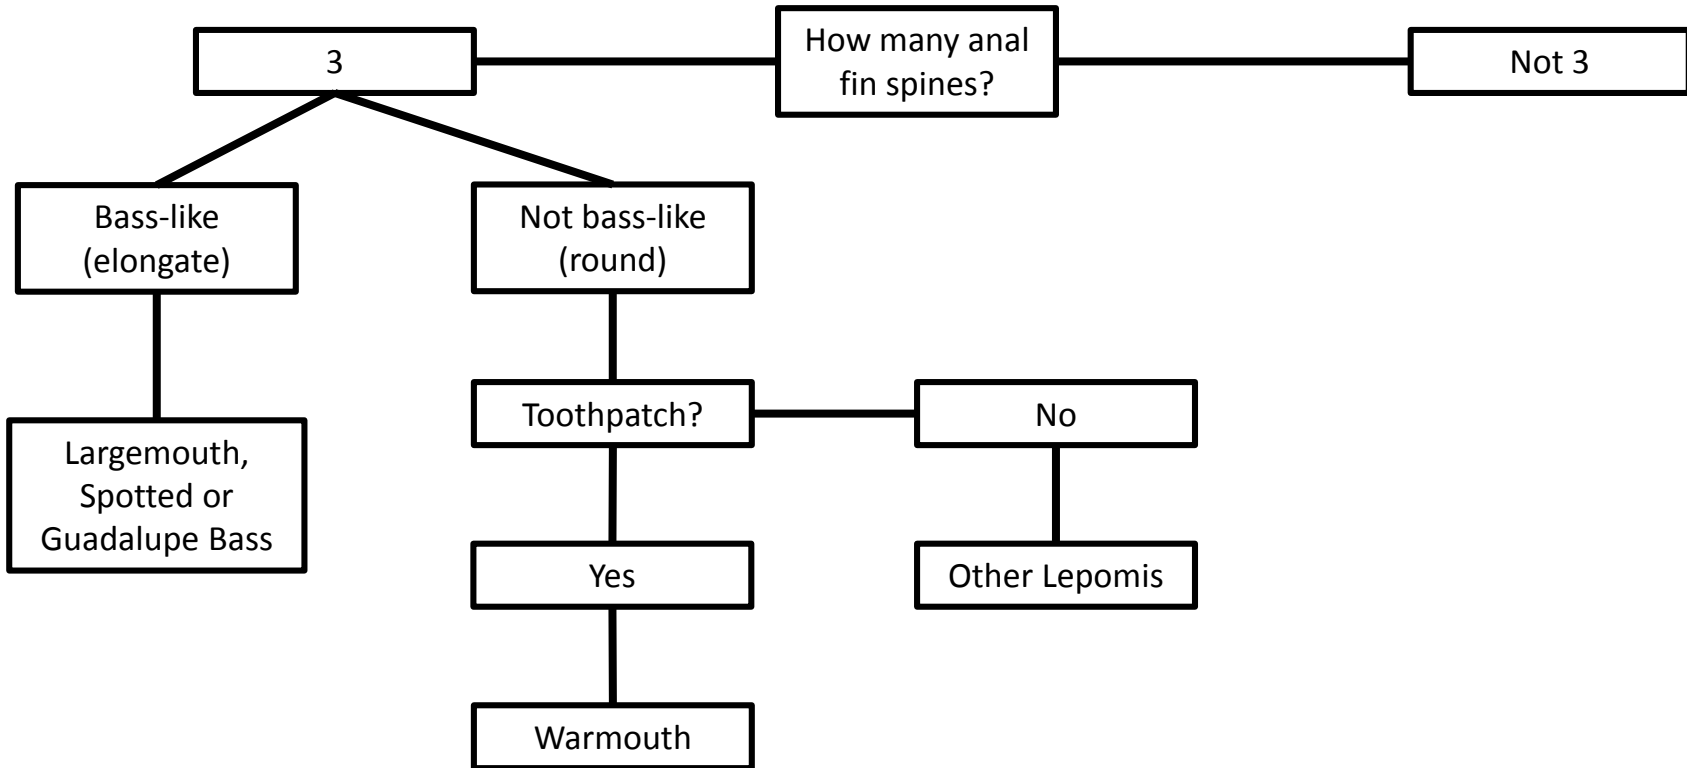 3
How many anal
fin spines?
Not 3
Bass-like
(elongate)
Not bass-like
(round)
Toothpatch?
No
Largemouth,
Spotted or
Guadalupe Bass
Yes
Other Lepomis
Warmouth